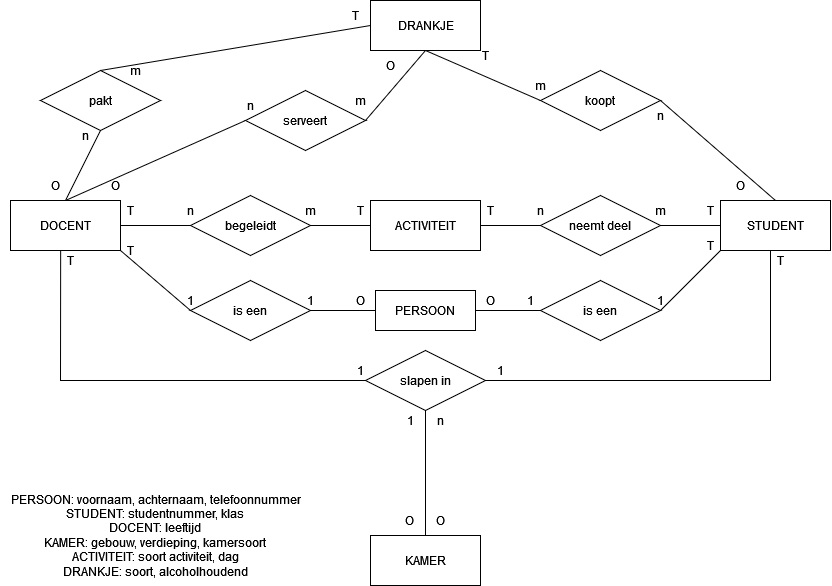 DRANKJE
T
T
O
m
pakt
n
n
serveert
m
m
koopt
n
O
O
O
DOCENT
T
n
begeleidt
m
T
ACTIVITEIT
T
n
neemt deel
m
T
STUDENT
T
T
T
T
1
is een
1
O
PERSOON
O
1
is een
1
1
slapen in
1
1
n
O
O
KAMER
PERSOON: voornaam, achternaam, telefoonnummer
STUDENT: studentnummer, klas
DOCENT: leeftijd
KAMER: gebouw, verdieping, kamersoort
ACTIVITEIT: soort activiteit, dag
DRANKJE: soort, alcoholhoudend